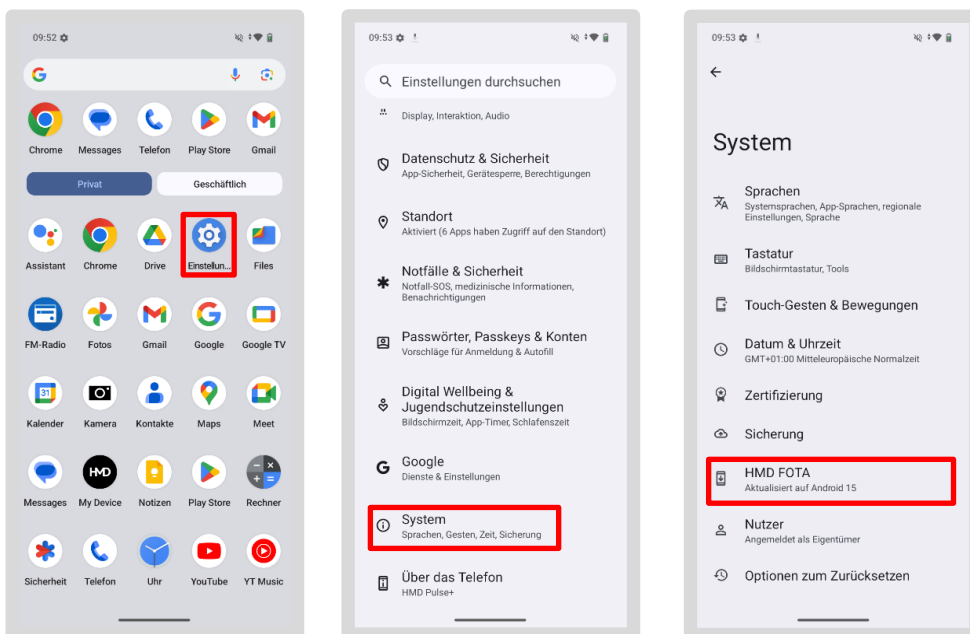 09:52
Chrome Messages Telefon Play Store Gmail
Privat Geschäftlich
Assistant Chrome Drive Einstellun... Files
FM-Radio Fotos Gmail Google Google TV
31
Kalender Kamera Kontakte Maps Meet
HMD
Messages My Device Notizen Play Store Rechner
Sicherheit Telefon Uhr YouTube YT Music
09:53
Einstellungen durchsuchen
Display, Interaktion, Audio
Datenschutz & Sicherheit
App-Sicherheit, Gerätesperre, Berechtigungen
Standort
Aktiviert (6 Apps haben Zugriff auf den Standort)
Notfälle & Sicherheit
Notfall-SOS, medizinische Informationen,
Benachrichtigungen
Passwörter, Passkeys & Konten
Vorschläge für Anmeldung & Autofill
Digital Wellbeing &
Jugendschutzeinstellungen
Bildschirmzeit, App-Timer, Schlafenszeit
Google
Dienste & Einstellungen
System
Sprachen, Gesten, Zeit, Sicherung
Über das Telefon
HMD Pulse+
09:53
System
Sprachen
Systemsprachen, App-Sprachen, regionale
Einstellungen, Sprache
Tastatur
Bildschirmtastatur, Tools
Touch-Gesten & Bewegungen
Datum & Uhrzeit
GMT+01:00 Mitteleuropäische Normalzeit
Zertifizierung
Sicherung
HMD FOTA
Aktualisiert auf Android 15
Nutzer
Angemeldet als Eigentümer
Optionen zum Zurücksetzen